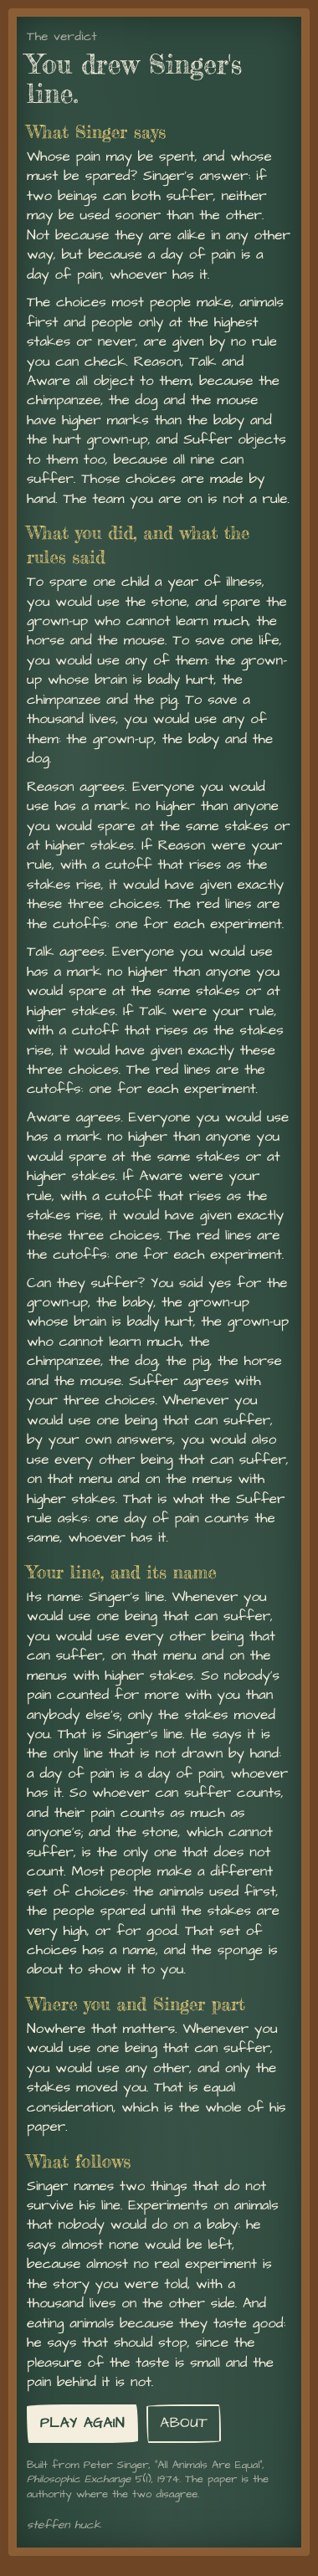 The verdict
You drew Singer's
line.
What Singer says
Whose pain may be spent, and whose
must be spared? Singer's answer: if
two beings can both suffer, neither
may be used sooner than the other.
Not because they are alike in any other
way, but because a day of pain is a
day of pain, whoever has it.
The choices most people make, animals
first and people only at the highest
stakes or never, are given by no rule
you can check. Reason, Talk and
Aware all object to them, because the
chimpanzee, the dog and the mouse
have higher marks than the baby and
the hurt grown-up, and Suffer objects
to them too, because all nine can
suffer. Those choices are made by
hand. The team you are on is not a rule.
What you did, and what the
rules said
To spare one child a year of illness,
you would use the stone, and spare the
grown-up who cannot learn much, the
horse and the mouse. To save one life,
you would use any of them: the grown-
up whose brain is badly hurt, the
chimpanzee and the pig. To save a
thousand lives, you would use any of
them: the grown-up, the baby and the
dog.
Reason agrees. Everyone you would
use has a mark no higher than anyone
you would spare at the same stakes or
at higher stakes. If Reason were your
rule, with a cutoff that rises as the
stakes rise, it would have given exactly
these three choices. The red lines are
the cutoffs: one for each experiment.
Talk agrees. Everyone you would use
has a mark no higher than anyone you
would spare at the same stakes or at
higher stakes. If Talk were your rule,
with a cutoff that rises as the stakes
rise, it would have given exactly these
three choices. The red lines are the
cutoffs: one for each experiment.
Aware agrees. Everyone you would use
has a mark no higher than anyone you
would spare at the same stakes or at
higher stakes. If Aware were your
rule, with a cutoff that rises as the
stakes rise, it would have given exactly
these three choices. The red lines are
the cutoffs: one for each experiment.
Can they suffer? You said yes for the
grown-up, the baby, the grown-up
whose brain is badly hurt, the grown-up
who cannot learn much, the
chimpanzee, the dog, the pig, the horse
and the mouse. Suffer agrees with
your three choices. Whenever you
would use one being that can suffer,
by your own answers, you would also
use every other being that can suffer,
on that menu and on the menus with
higher stakes. That is what the Suffer
rule asks: one day of pain counts the
same, whoever has it.
Your line, and its name
Its name: Singer's line. Whenever you
would use one being that can suffer,
you would use every other being that
can suffer, on that menu and on the
menus with higher stakes. So nobody's
pain counted for more with you than
anybody else's; only the stakes moved
you. That is Singer's line. He says it is
the only line that is not drawn by hand:
a day of pain is a day of pain, whoever
has it. So whoever can suffer counts,
and their pain counts as much as
anyone's; and the stone, which cannot
suffer, is the only one that does not
count. Most people make a different
set of choices: the animals used first,
the people spared until the stakes are
very high, or for good. That set of
choices has a name, and the sponge is
about to show it to you.
Where you and Singer part
Nowhere that matters. Whenever you
would use one being that can suffer,
you would use any other, and only the
stakes moved you. That is equal
consideration, which is the whole of his
paper.
What follows
Singer names two things that do not
survive his line. Experiments on animals
that nobody would do on a baby: he
says almost none would be left,
because almost no real experiment is
the story you were told, with a
thousand lives on the other side. And
eating animals because they taste good:
he says that should stop, since the
pleasure of the taste is small and the
pain behind it is not.
PLAY AGAIN
ABOUT
Built from Peter Singer, "All Animals Are Equal",
Philosophic Exchange 5(1), 1974. The paper is the
authority where the two disagree.
steffen huck